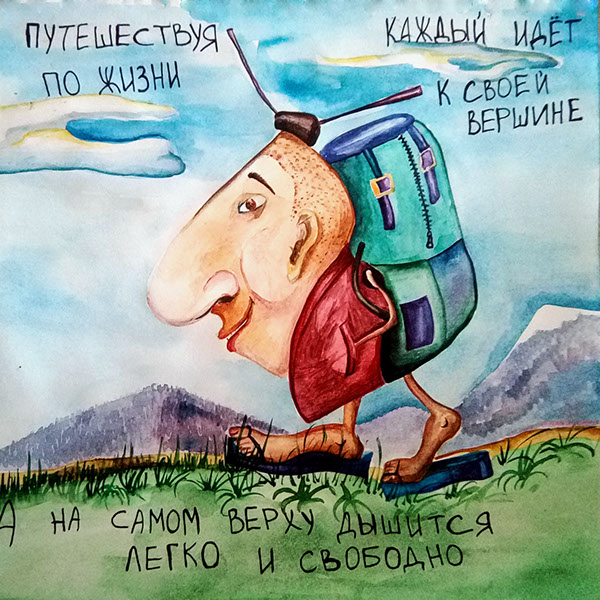 ПУТЕШЕСТВУЯ
ПО ЖИЗНИ
КАЖДЫЙ ИДЁТ
К СВОЕЙ
ВЕРШИНЕ
А НА САМОМ ВЕРХУ ДЫШИТСЯ
ЛЕГКО И СВОБОДНО